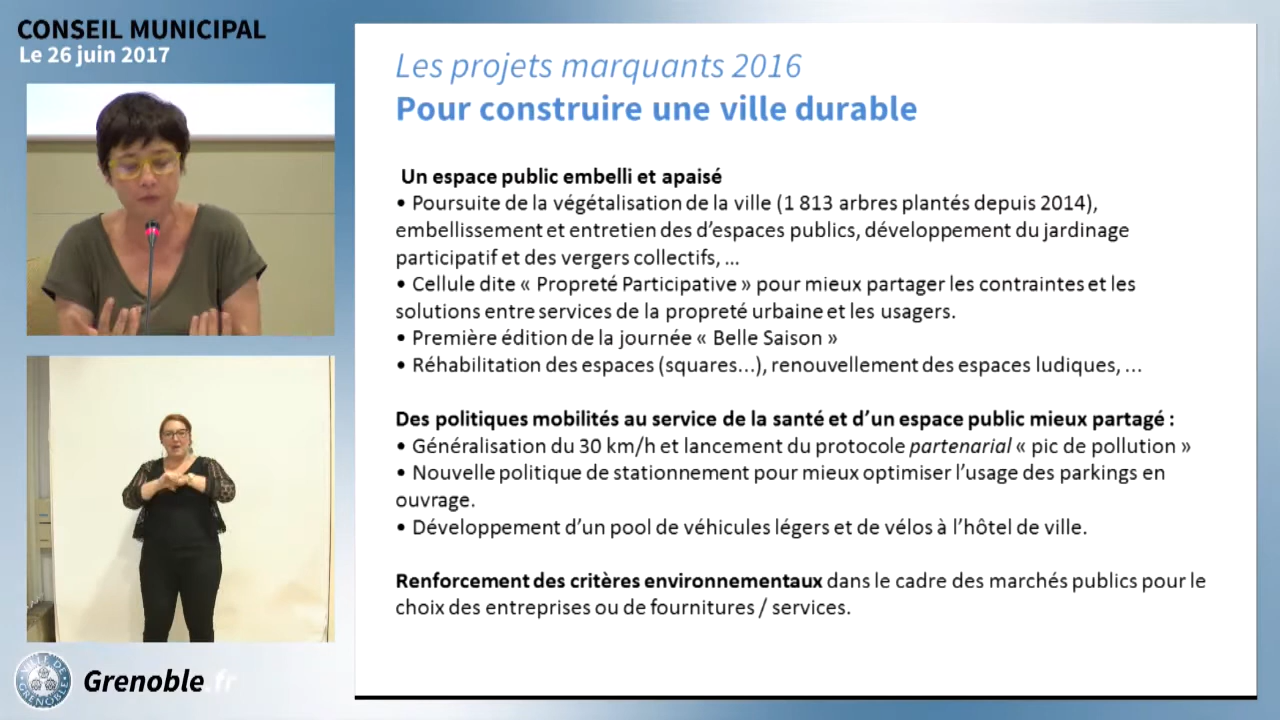 CONSEIL MUNICIPAL
Le 26 juin 2017
Les projets marquants 2016
Pour construire une ville durable
Un espace public embelli et apaisé
• Poursuite de la végétalisation de la ville (1 813 arbres plantés depuis 2014),
embellissement et entretien des d’espaces publics, développement du jardinage
participatif et des vergers collectifs, ...
• Cellule dite « Propreté Participative » pour mieux partager les contraintes et les
solutions entre services de la propreté urbaine et les usagers.
• Première édition de la journée « Belle Saison »
• Réhabilitation des espaces (squares...), renouvellement des espaces ludiques, ...
Des politiques mobilités au service de la santé et d’un espace public mieux partagé :
• Généralisation du 30 km/h et lancement du protocole partenarial « pic de pollution »
• Nouvelle politique de stationnement pour mieux optimiser l’usage des parkings en
ouvrage.
• Développement d’un pool de véhicules légers et de vélos à l’hôtel de ville.
Renforcement des critères environnementaux dans le cadre des marchés publics pour le
choix des entreprises ou de fournitures / services.
VILLE DE
GRENOBLE
Grenoble.fr